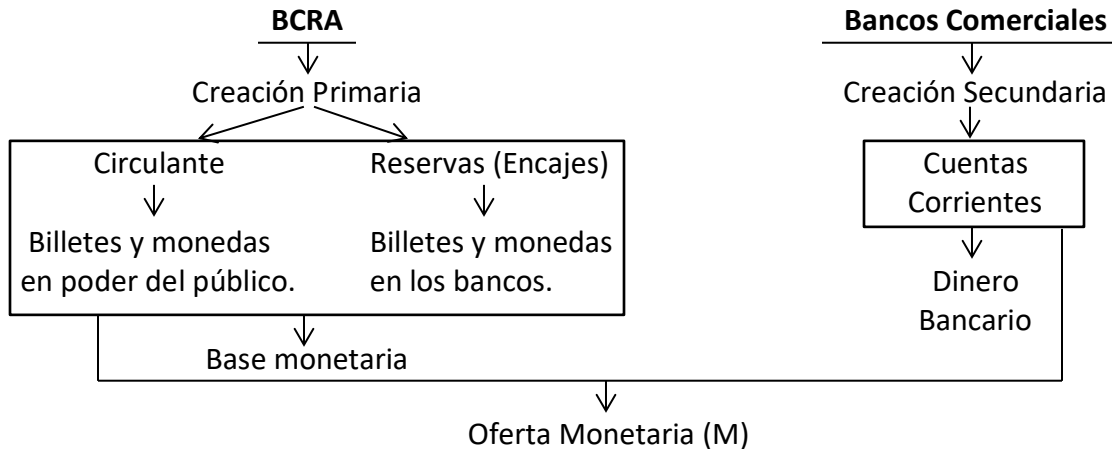 BCRA
Bancos Comerciales
Creación Primaria
Creación Secundaria
Circulante
Reservas (Encajes)
Cuentas
Corrientes
Billetes y monedas
en poder del público.
Billetes y monedas
en los bancos.
Dinero
Bancario
Base monetaria
Oferta Monetaria (M)